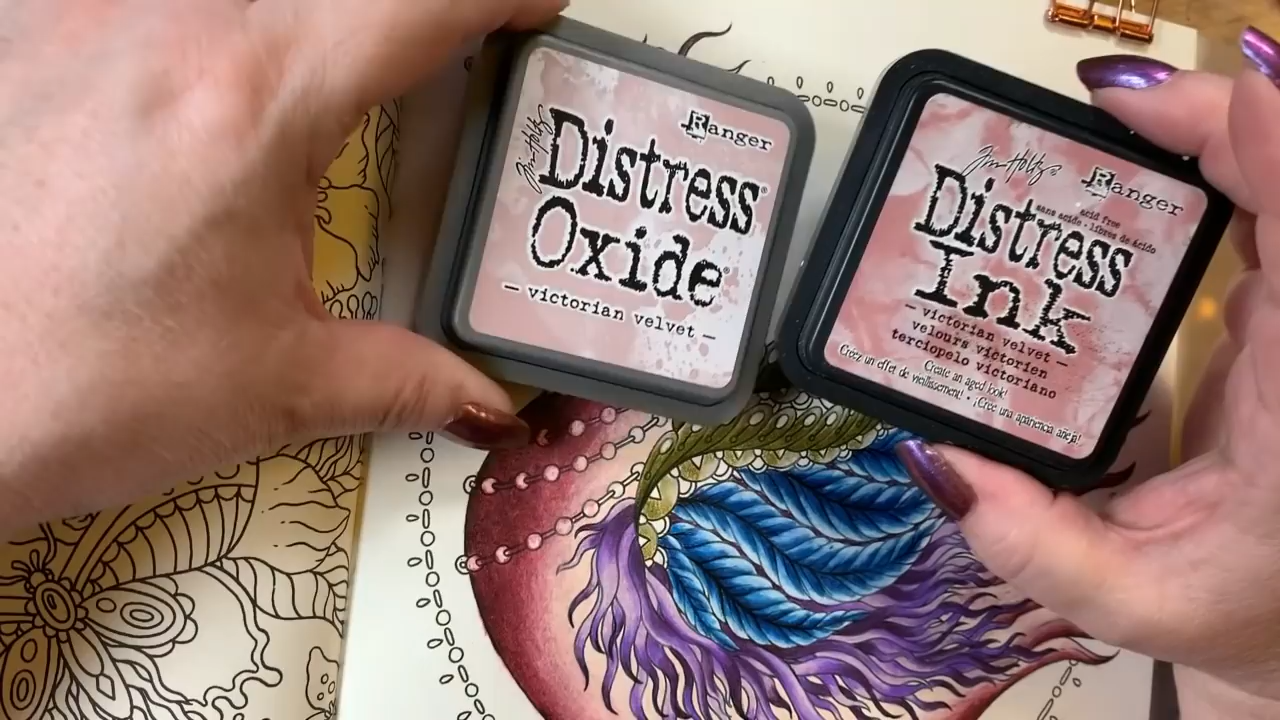 Tim Holtz
Ranger
Distress®
Oxide®
— victorian velvet —
Tim Holtz®
Ranger
acid free
sans acide • libres de ácido
Distress
Ink
— victorian velvet —
velours victorien
terciopelo victoriano
Create an aged look!
Créez un effet de vieillissement! • ¡Cree una apariencia añeja!